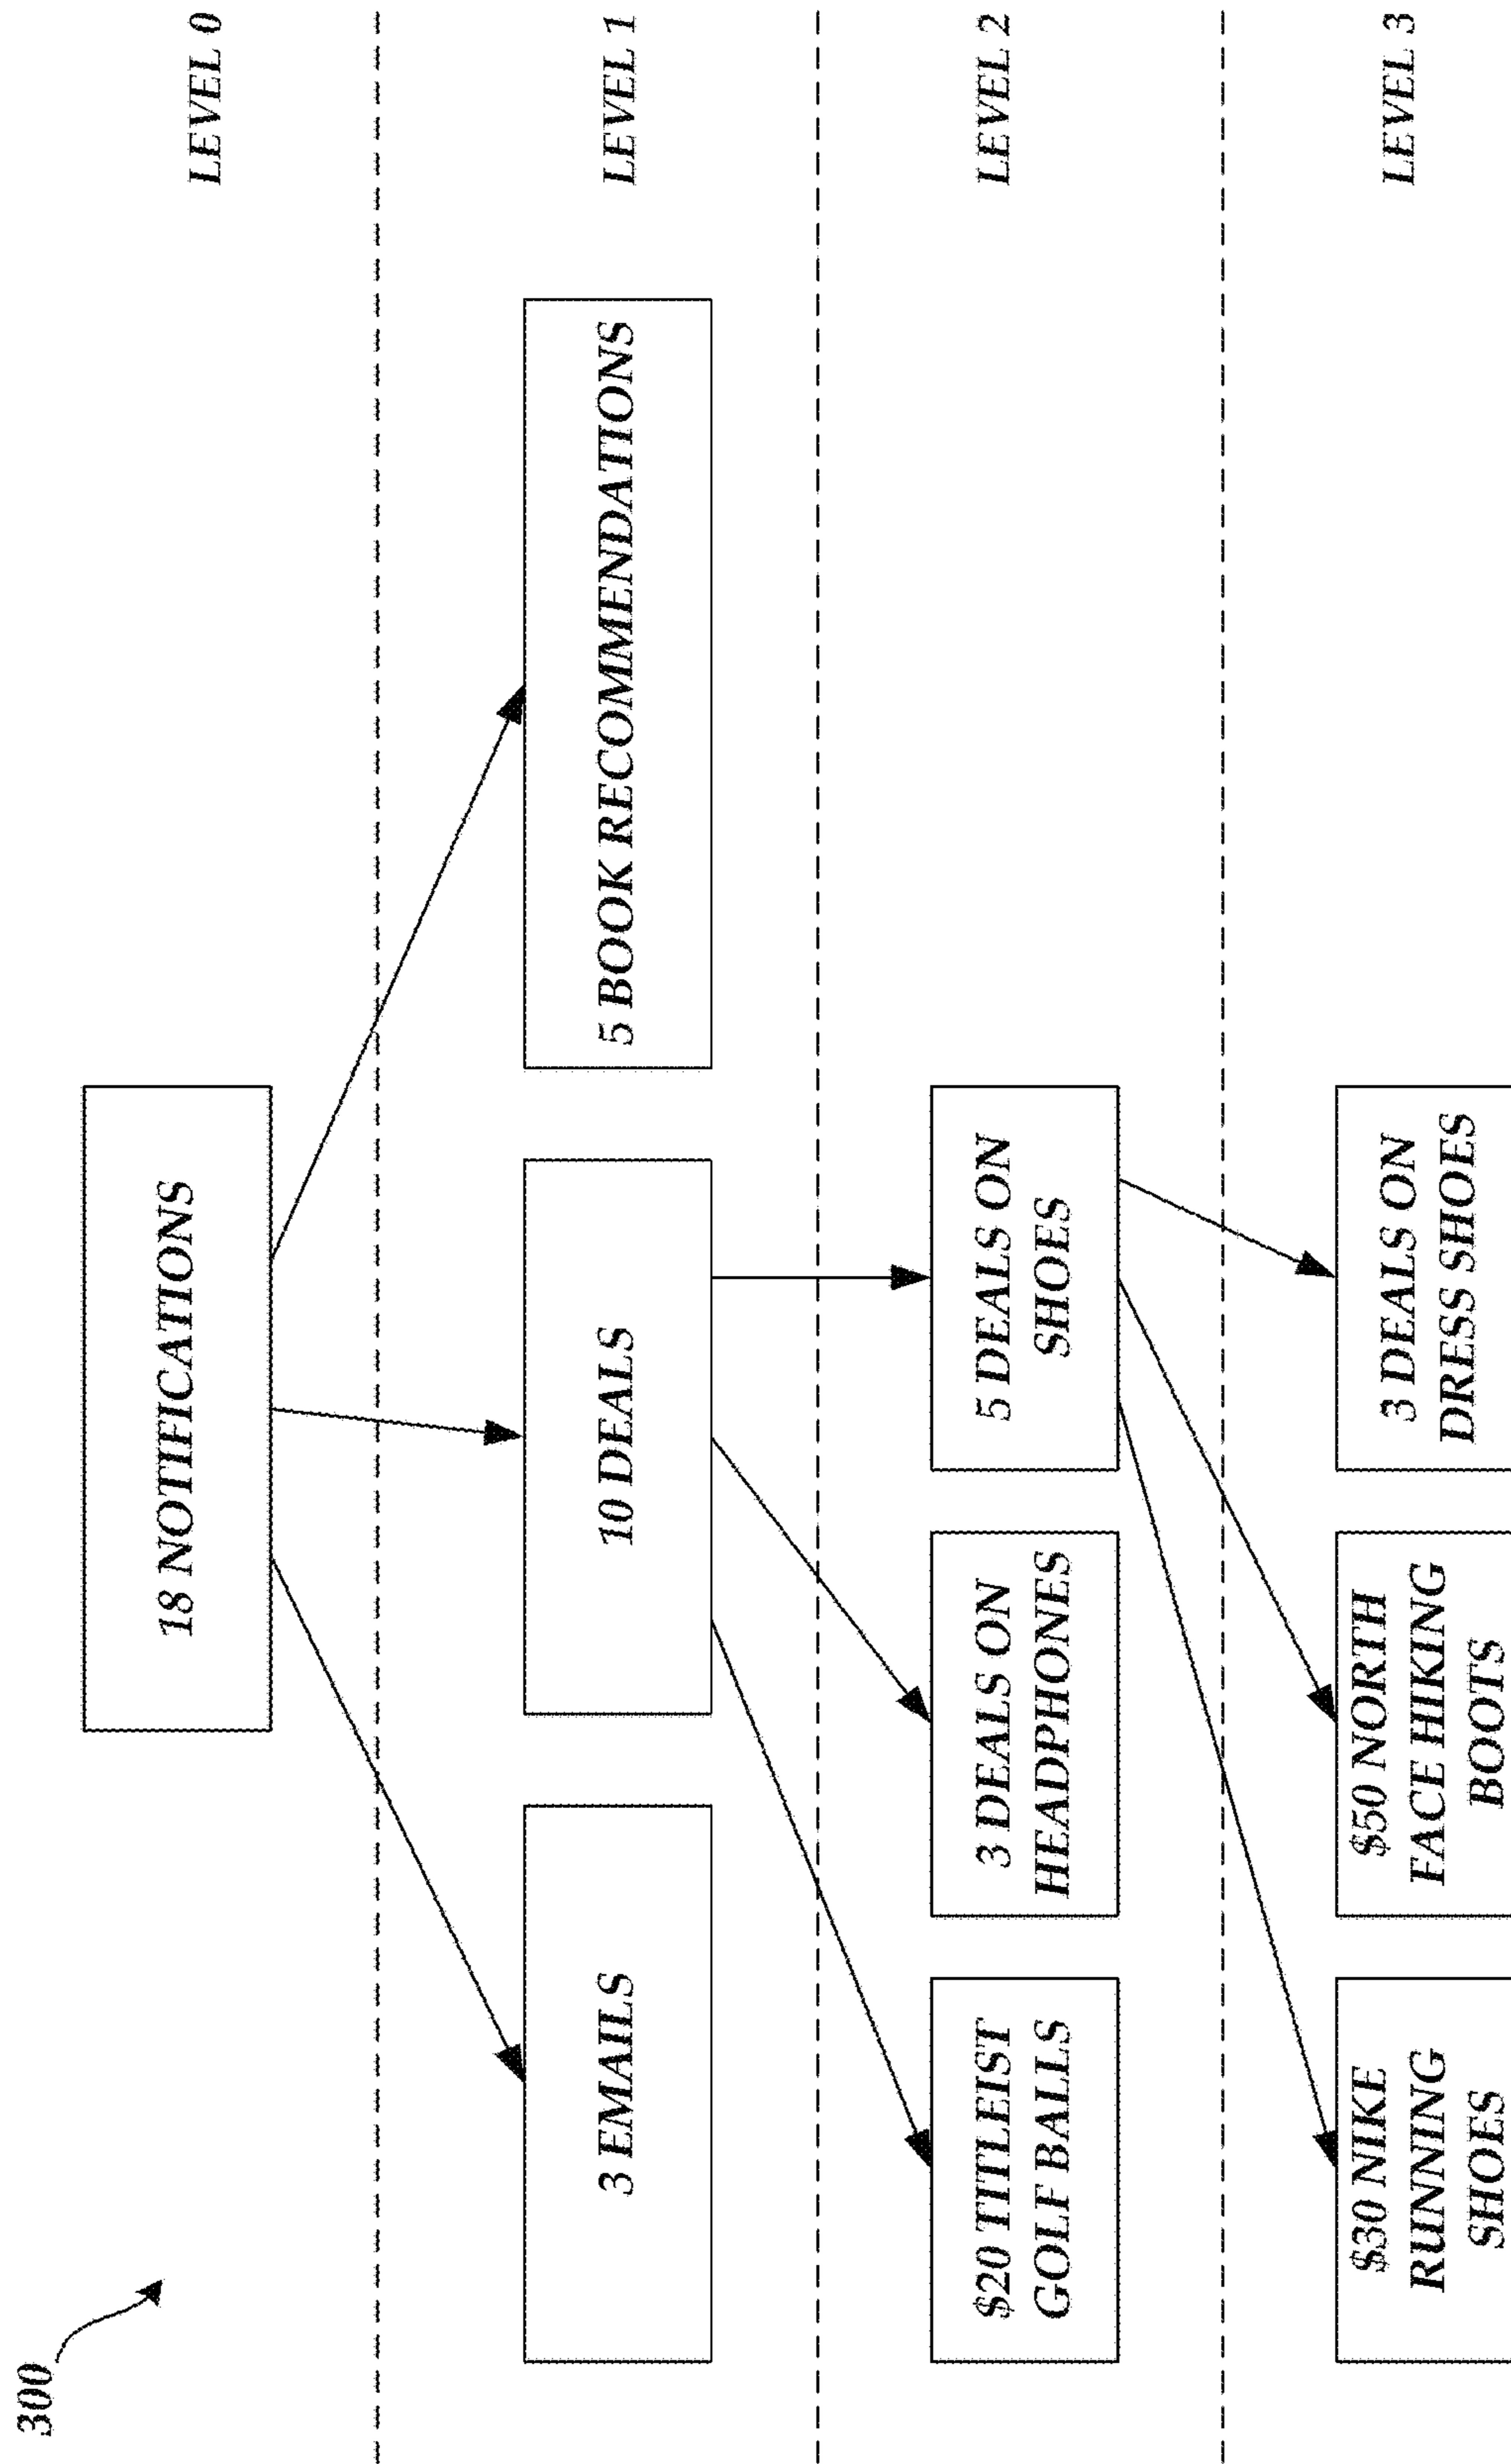 300
18 NOTIFICATIONS
LEVEL 0
3 EMAILS
10 DEALS
5 BOOK RECOMMENDATIONS
LEVEL 1
$20 TITLEIST
GOLF BALLS
3 DEALS ON
HEADPHONES
5 DEALS ON
SHOES
LEVEL 2
$30 NIKE
RUNNING
SHOES
$50 NORTH
FACE HIKING
BOOTS
3 DEALS ON
DRESS SHOES
LEVEL 3